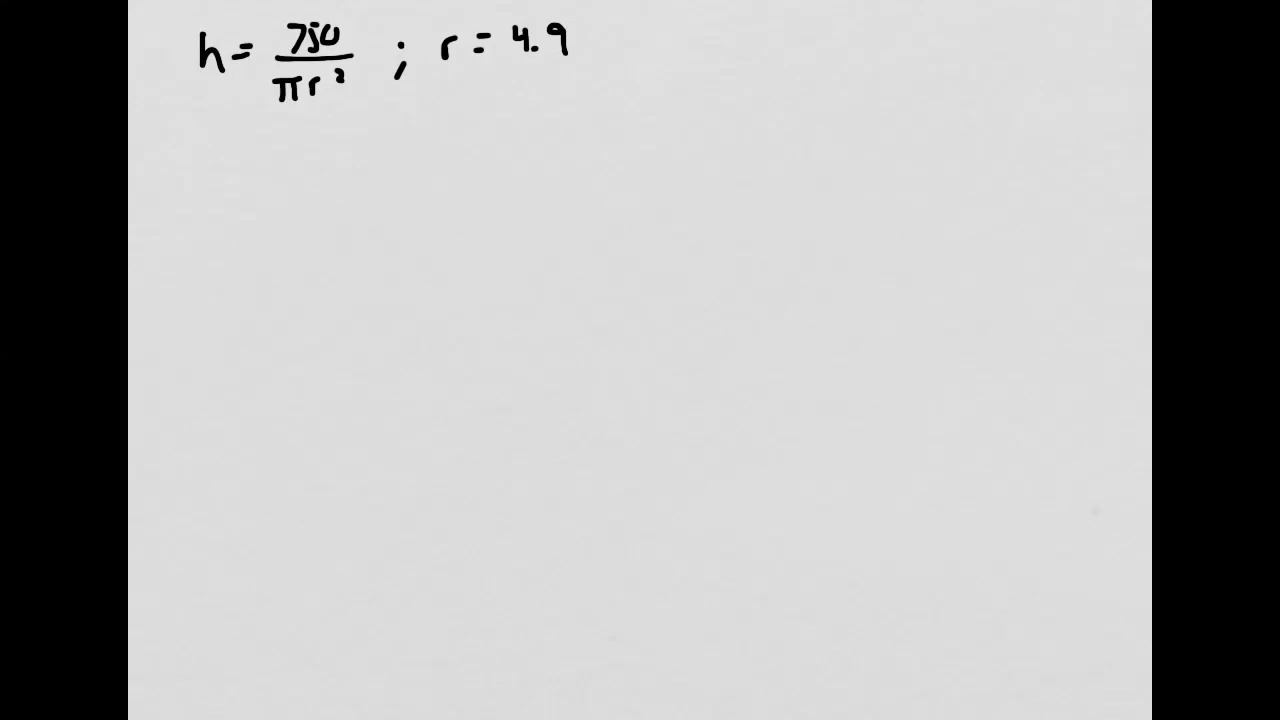 h = 750/πr² ; r = 4.9